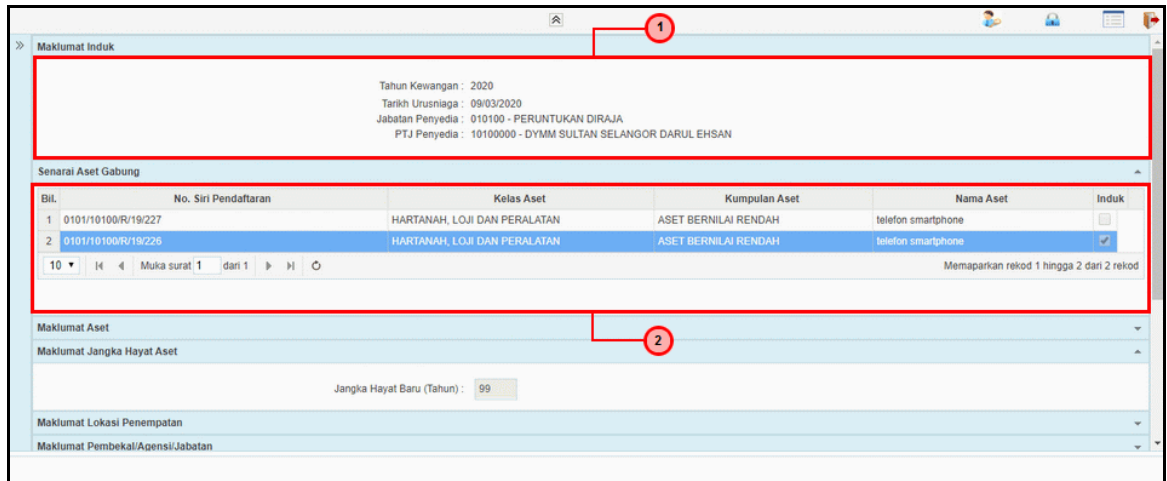 1
Maklumat Induk
Tahun Kewangan : 2020
Tarikh Urusniaga : 09/03/2020
Jabatan Penyedia : 010100 - PERUNTUKAN DIRAJA
PTJ Penyedia : 10100000 - DYMM SULTAN SELANGOR DARUL EHSAN
Senarai Aset Gabung
Bil. No. Siri Pendaftaran Kelas Aset Kumpulan Aset Nama Aset Induk
1 0101/10100/R/19/227 HARTANAH, LOJI DAN PERALATAN ASET BERNILAI RENDAH telefon smartphone
2 0101/10100/R/19/226 HARTANAH, LOJI DAN PERALATAN ASET BERNILAI RENDAH telefon smartphone
10 Muka surat 1 dari 1 Memaparkan rekod 1 hingga 2 dari 2 rekod
Maklumat Aset
2
Maklumat Jangka Hayat Aset
Jangka Hayat Baru (Tahun) : 99
Maklumat Lokasi Penempatan
Maklumat Pembekal/Agensi/Jabatan